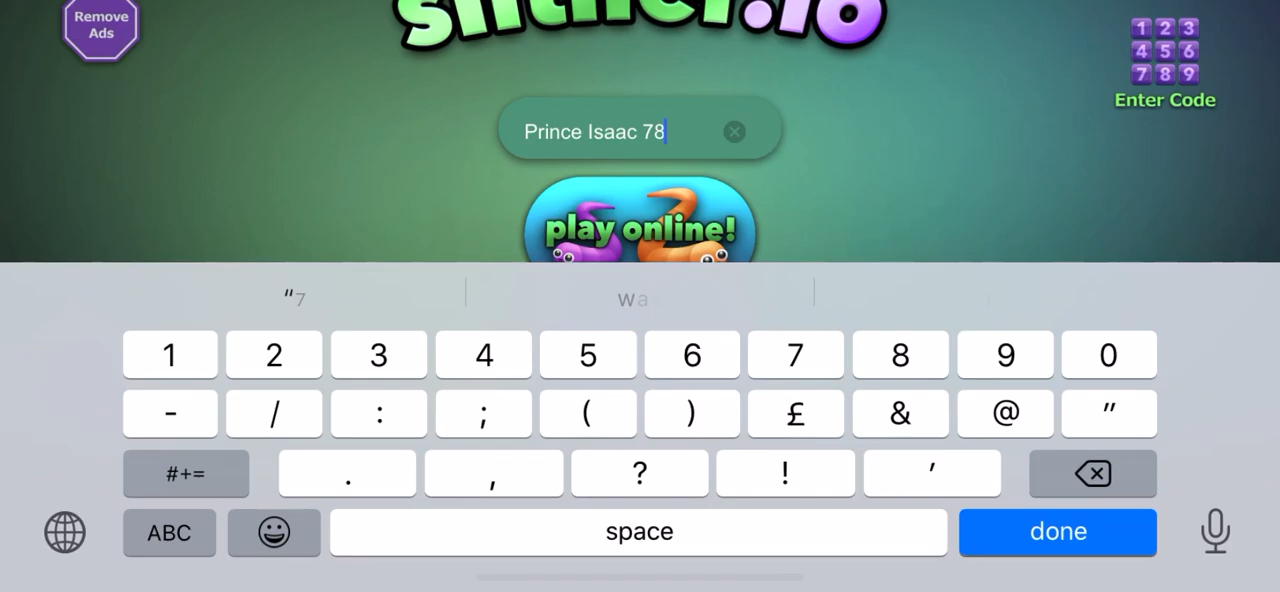 Remove
Ads
slither.io
1 2 3
4 5 6
7 8 9
Enter Code
Prince Isaac 78
play online!
“7 wa
1 2 3 4 5 6 7 8 9 0
- / : ; ( ) £ & @ "
#+= . , ? ! '
ABC space done